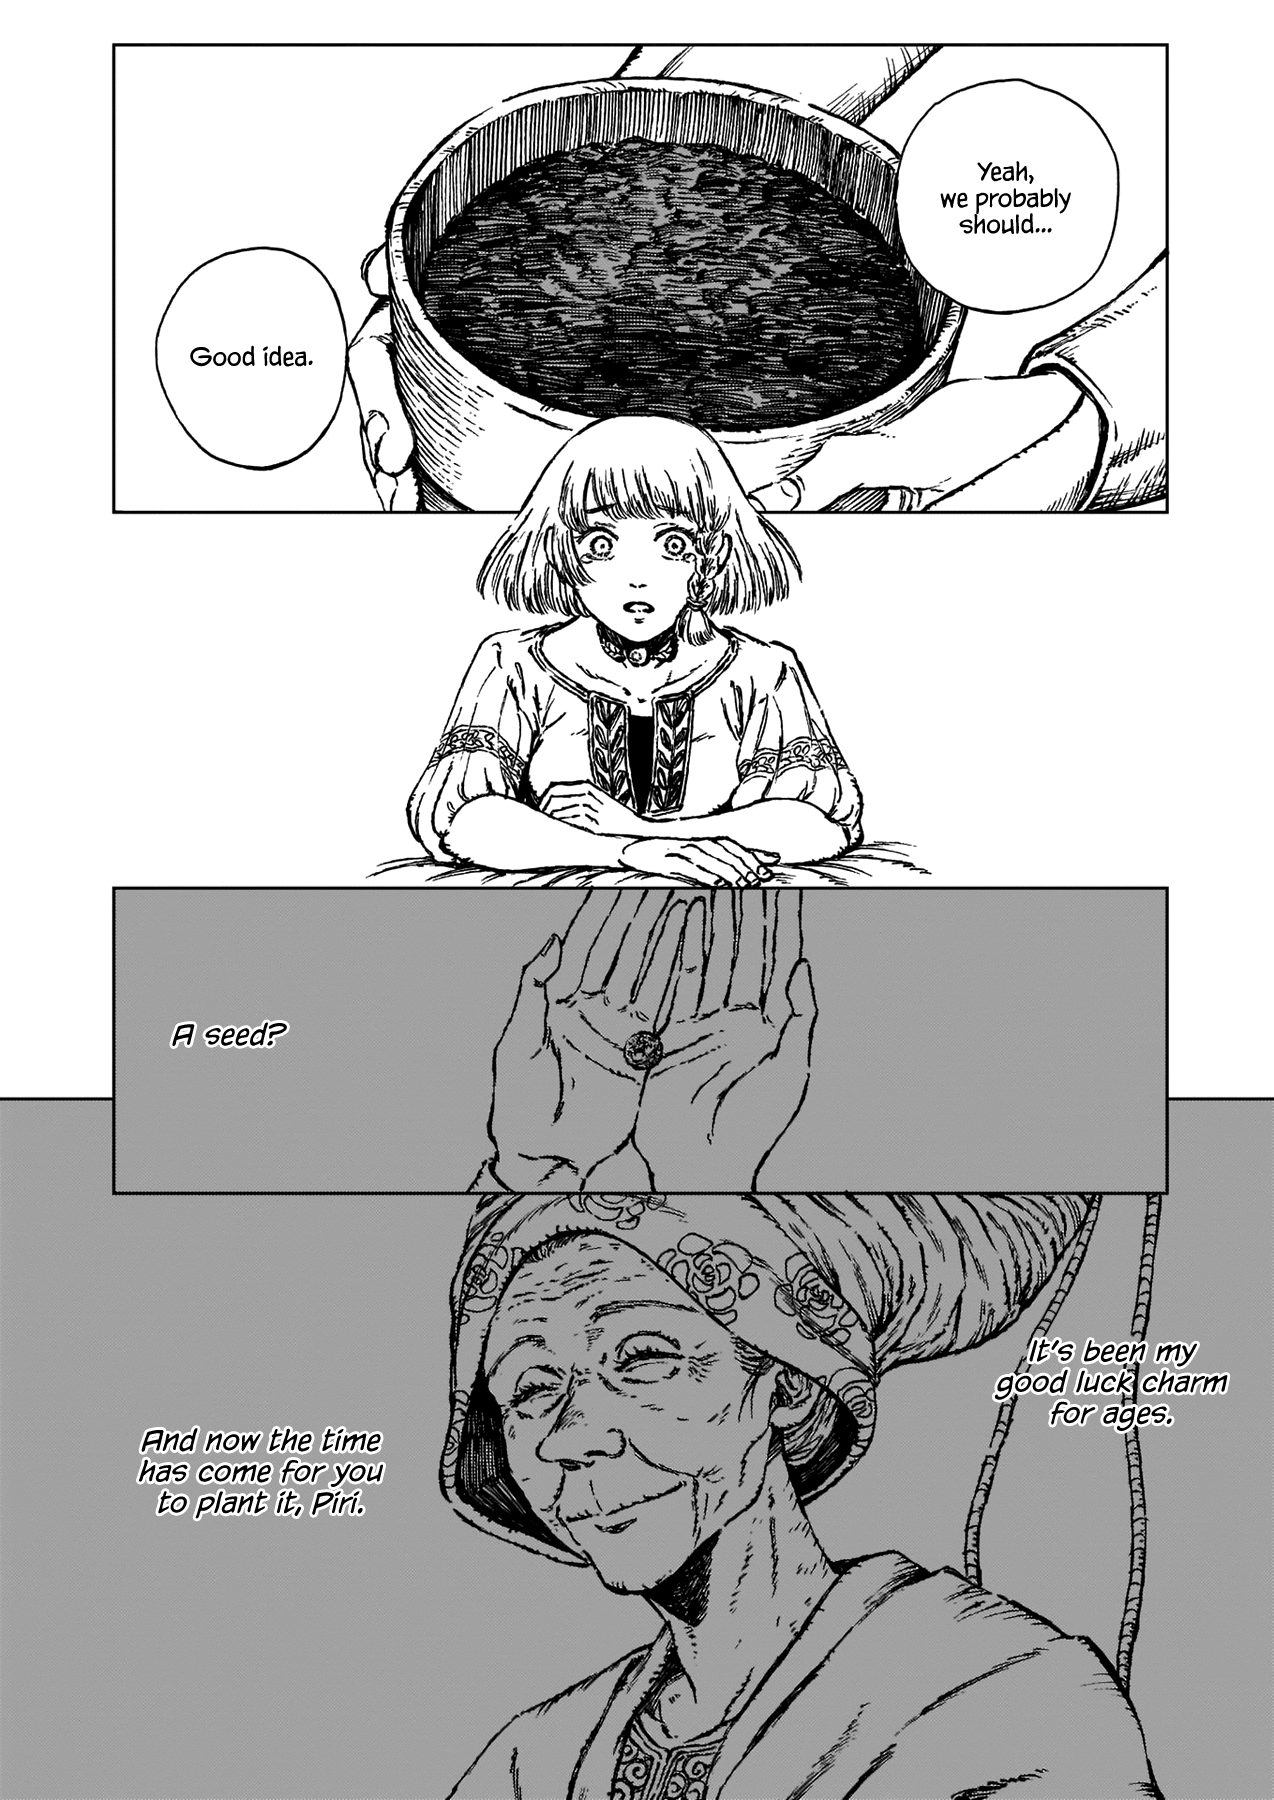 Yeah,
we probably
should...
Good idea.
A seed?
It's been my
good luck charm
for ages.
And now the time
has come for you
to plant it, Piri.